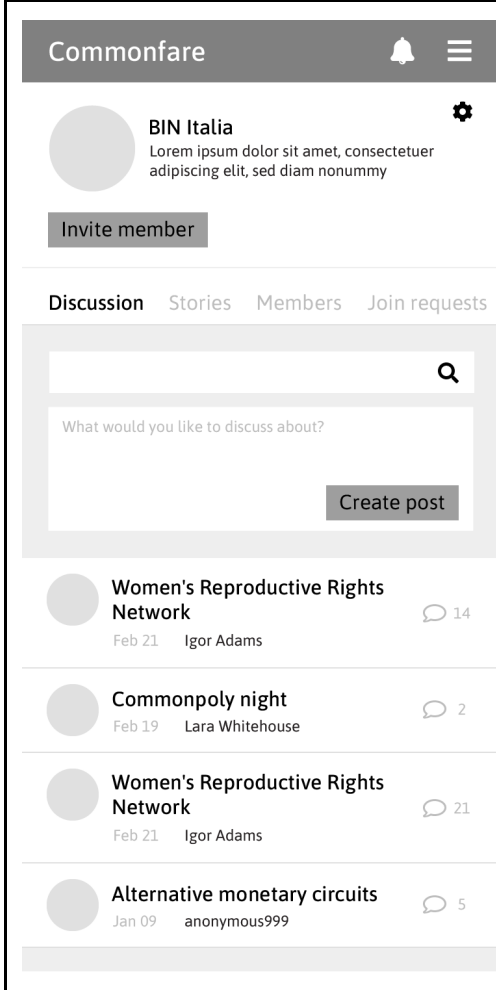 Commonfare
BIN Italia
Lorem ipsum dolor sit amet, consectetuer
adipiscing elit, sed diam nonummy
Invite member
Discussion Stories Members Join requests
What would you like to discuss about?
Create post
Women's Reproductive Rights
Network
14
Feb 21 Igor Adams
Commonpoly night
2
Feb 19 Lara Whitehouse
Women's Reproductive Rights
Network
21
Feb 21 Igor Adams
Alternative monetary circuits
5
Jan 09 anonymous999